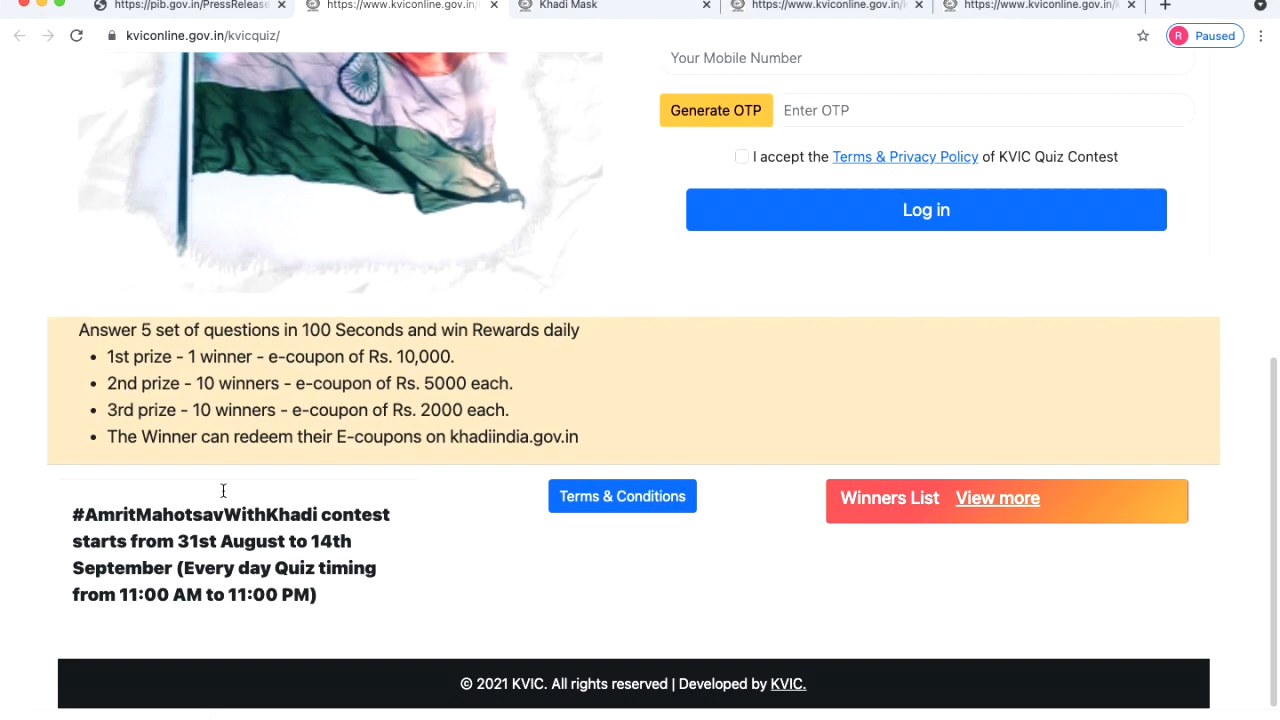 https://pib.gov.in/PressRelease
https://www.kviconline.gov.in/
Khadi Mask
https://www.kviconline.gov.in/
https://www.kviconline.gov.in/
kviconline.gov.in/kvicquiz/
R Paused
Your Mobile Number
Generate OTP Enter OTP
I accept the Terms & Privacy Policy of KVIC Quiz Contest
Log in
Answer 5 set of questions in 100 Seconds and win Rewards daily
• 1st prize - 1 winner - e-coupon of Rs. 10,000.
• 2nd prize - 10 winners - e-coupon of Rs. 5000 each.
• 3rd prize - 10 winners - e-coupon of Rs. 2000 each.
• The Winner can redeem their E-coupons on khadiindia.gov.in
#AmritMahotsavWithKhadi contest
starts from 31st August to 14th
September (Every day Quiz timing
from 11:00 AM to 11:00 PM)
Terms & Conditions
Winners List View more
© 2021 KVIC. All rights reserved | Developed by KVIC.